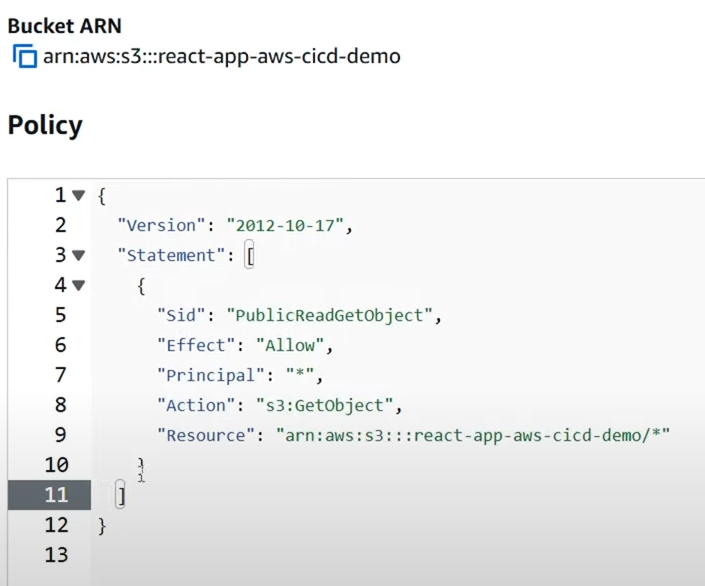 Bucket ARN
arn:aws:s3:::react-app-aws-cicd-demo
Policy
1 {
2 "Version": "2012-10-17",
3 "Statement": [
4 {
5 "Sid": "PublicReadGetObject",
6 "Effect": "Allow",
7 "Principal": "*",
8 "Action": "s3:GetObject",
9 "Resource": "arn:aws:s3:::react-app-aws-cicd-demo/*"
10 }
11 ]
12 }
13